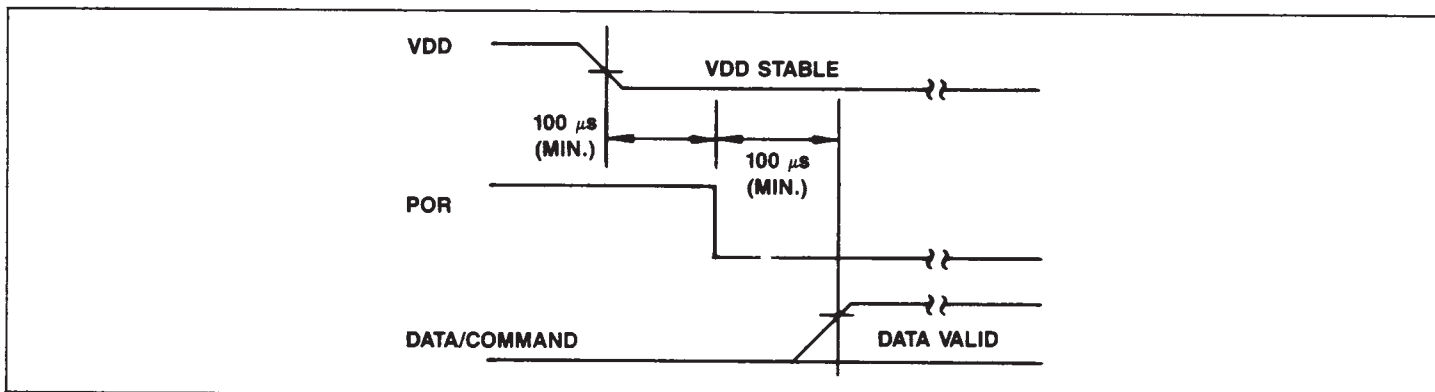 VDD
VDD STABLE
100 μs
(MIN.)
100 μs
(MIN.)
POR
DATA/COMMAND
DATA VALID